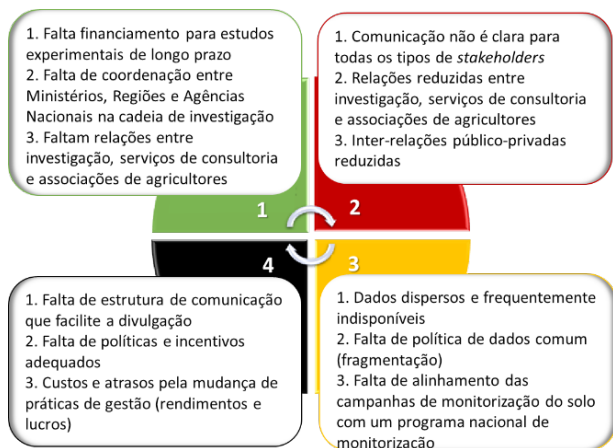 1. Falta financiamento para estudos
experimentais de longo prazo
2. Falta de coordenação entre
Ministérios, Regiões e Agências
Nacionais na cadeia de investigação
3. Faltam relações entre
investigação, serviços de consultoria
e associações de agricultores
1
1. Comunicação não é clara para
todas os tipos de stakeholders
2. Relações reduzidas entre
investigação, serviços de consultoria
e associações de agricultores
3. Inter-relações público-privadas
reduzidas
2
4
1. Falta de estrutura de comunicação
que facilite a divulgação
2. Falta de políticas e incentivos
adequados
3. Custos e atrasos pela mudança de
práticas de gestão (rendimentos e
lucros)
3
1. Dados dispersos e frequentemente
indisponíveis
2. Falta de política de dados comum
(fragmentação)
3. Falta de alinhamento das
campanhas de monitorização do solo
com um programa nacional de
monitorização